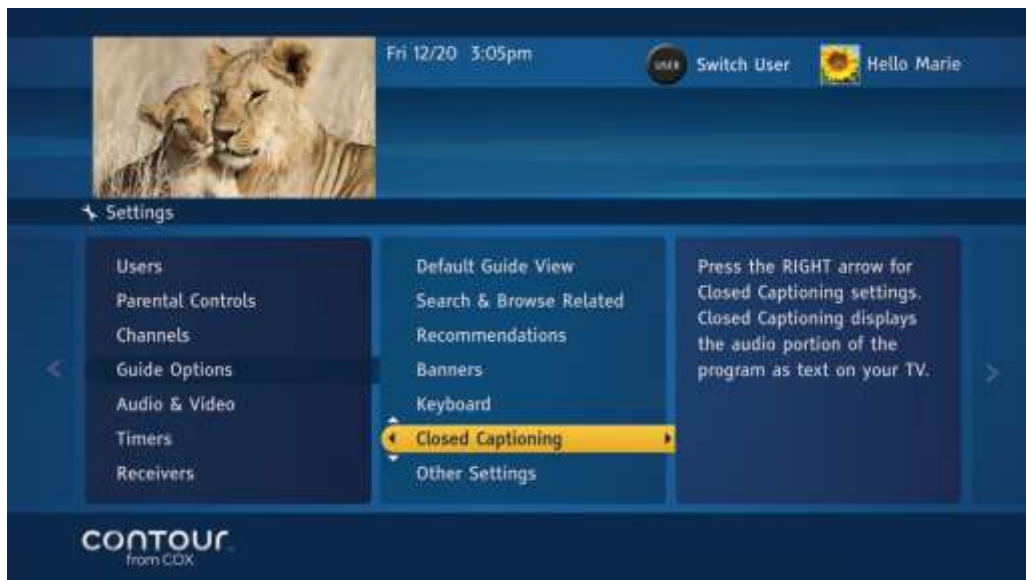 Fri 12/20 3:05pm
USER Switch User
Hello Marie
Settings
Users
Parental Controls
Channels
Guide Options
Audio & Video
Timers
Receivers
Default Guide View
Search & Browse Related
Recommendations
Banners
Keyboard
Closed Captioning
Other Settings
Press the RIGHT arrow for
Closed Captioning settings.
Closed Captioning displays
the audio portion of the
program as text on your TV.
contour
from COX